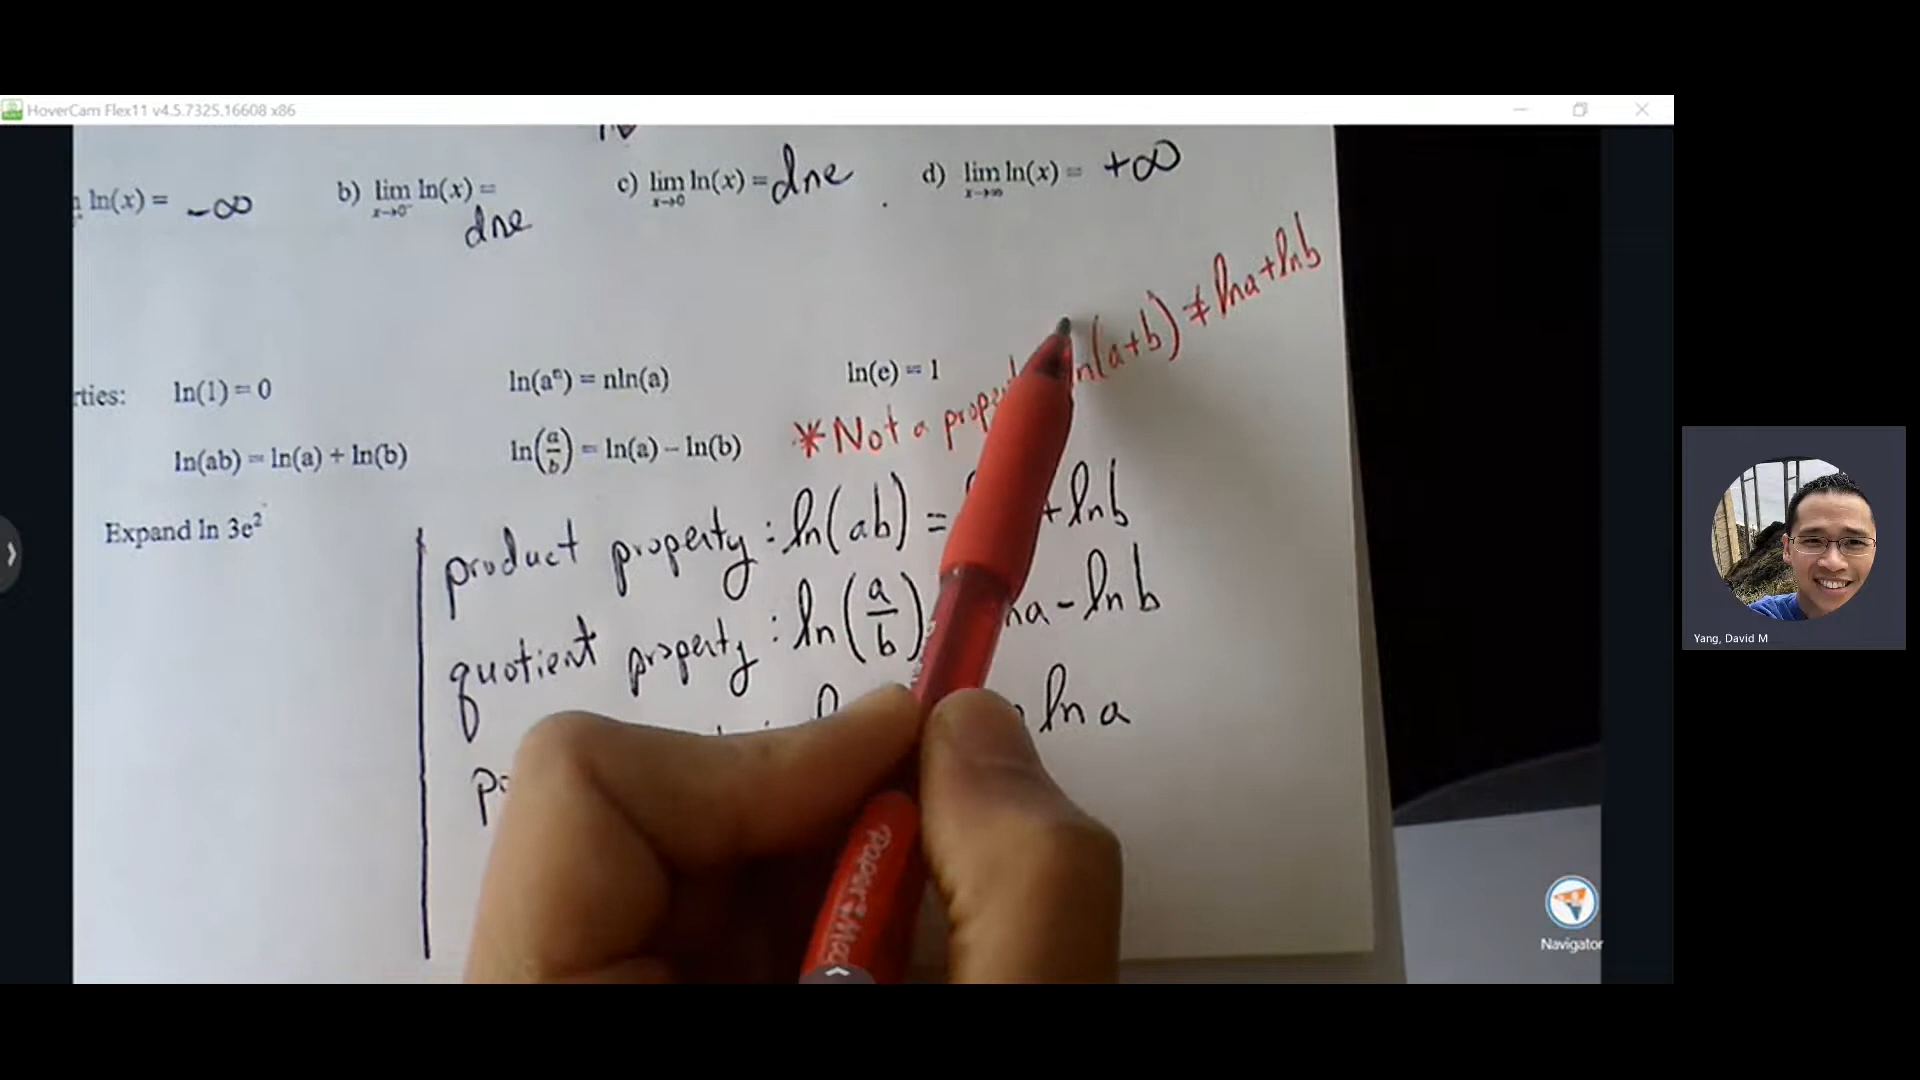 HoverCam Flex11 v4.5.7325.16608 x86
ln(x) = -∞
b) lim x→0⁻ ln(x) = dne
c) lim x→0 ln(x) = dne
d) lim x→∞ ln(x) = +∞
ln(a+b) ≠ lna + lnb
rties: ln(1) = 0 ln(aⁿ) = nln(a) ln(e) = 1
* Not a
ln(ab) = ln(a) + ln(b) ln(a/b) = ln(a) – ln(b)
Expand ln 3e²
product property : ln(ab) = + lnb
quotient property : ln(a/b) a - ln b
ln a
Paper Mate
Navigator
Yang, David M